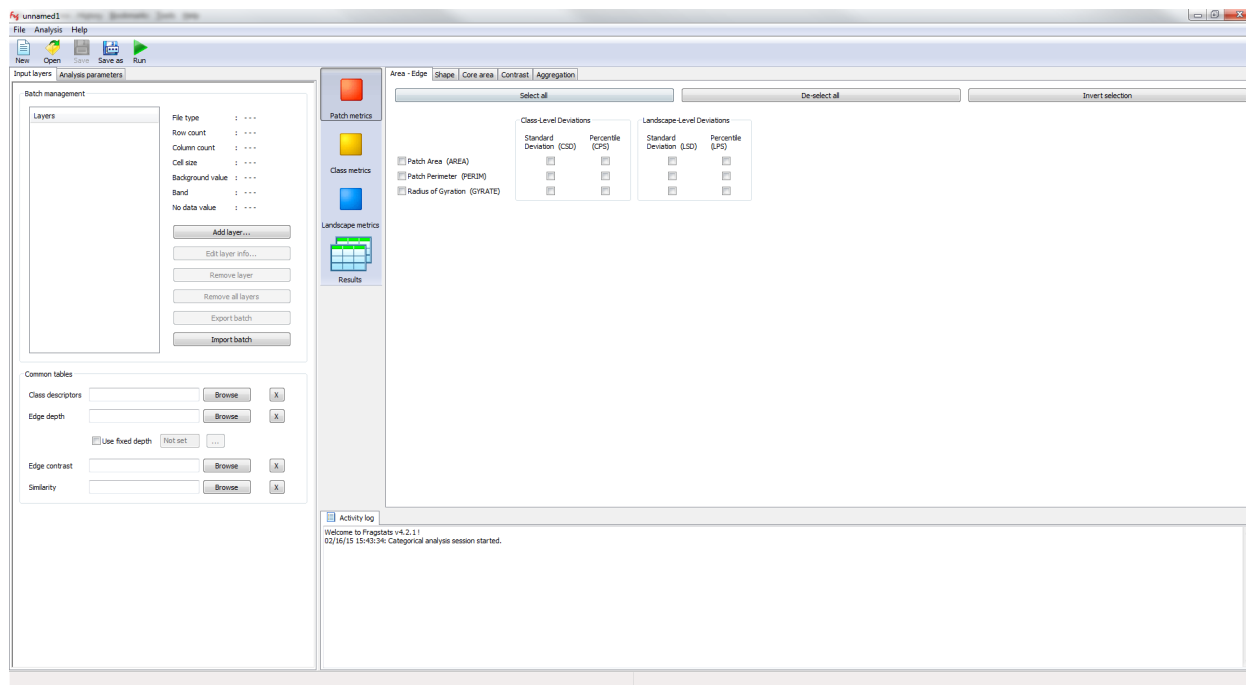 unnamed1
File Analysis Help
New Open Save Save as Run
Input layers Analysis parameters
Batch management
Layers
File type : ---
Row count : ---
Column count : ---
Cell size : ---
Background value : ---
Band : ---
No data value : ---
Add layer...
Edit layer info...
Remove layer
Remove all layers
Export batch
Import batch
Common tables
Class descriptors Browse X
Edge depth Browse X
Use fixed depth Not set ...
Edge contrast Browse X
Similarity Browse X
Patch metrics
Class metrics
Landscape metrics
Results
Area - Edge Shape Core area Contrast Aggregation
Select all De-select all Invert selection
Class-Level Deviations Landscape-Level Deviations
Standard Percentile Standard Percentile
Deviation (CSD) (CPS) Deviation (LSD) (LPS)
Patch Area (AREA)
Patch Perimeter (PERIM)
Radius of Gyration (GYRATE)
Activity log
Welcome to Fragstats v4.2.1!
02/16/15 15:43:34: Categorical analysis session started.